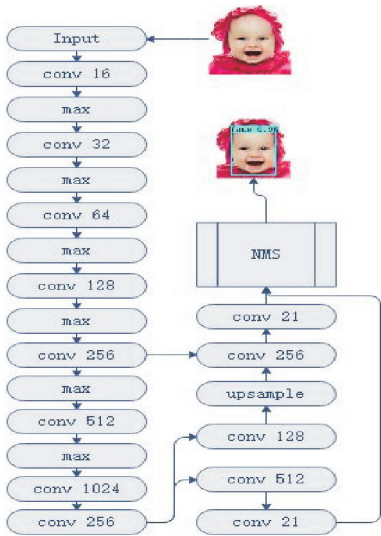 Input
conv 16
max
conv 32
max
conv 64
max
conv 128
max
conv 256
max
conv 512
max
conv 1024
conv 256
NMS
conv 21
conv 256
upsample
conv 128
conv 512
conv 21